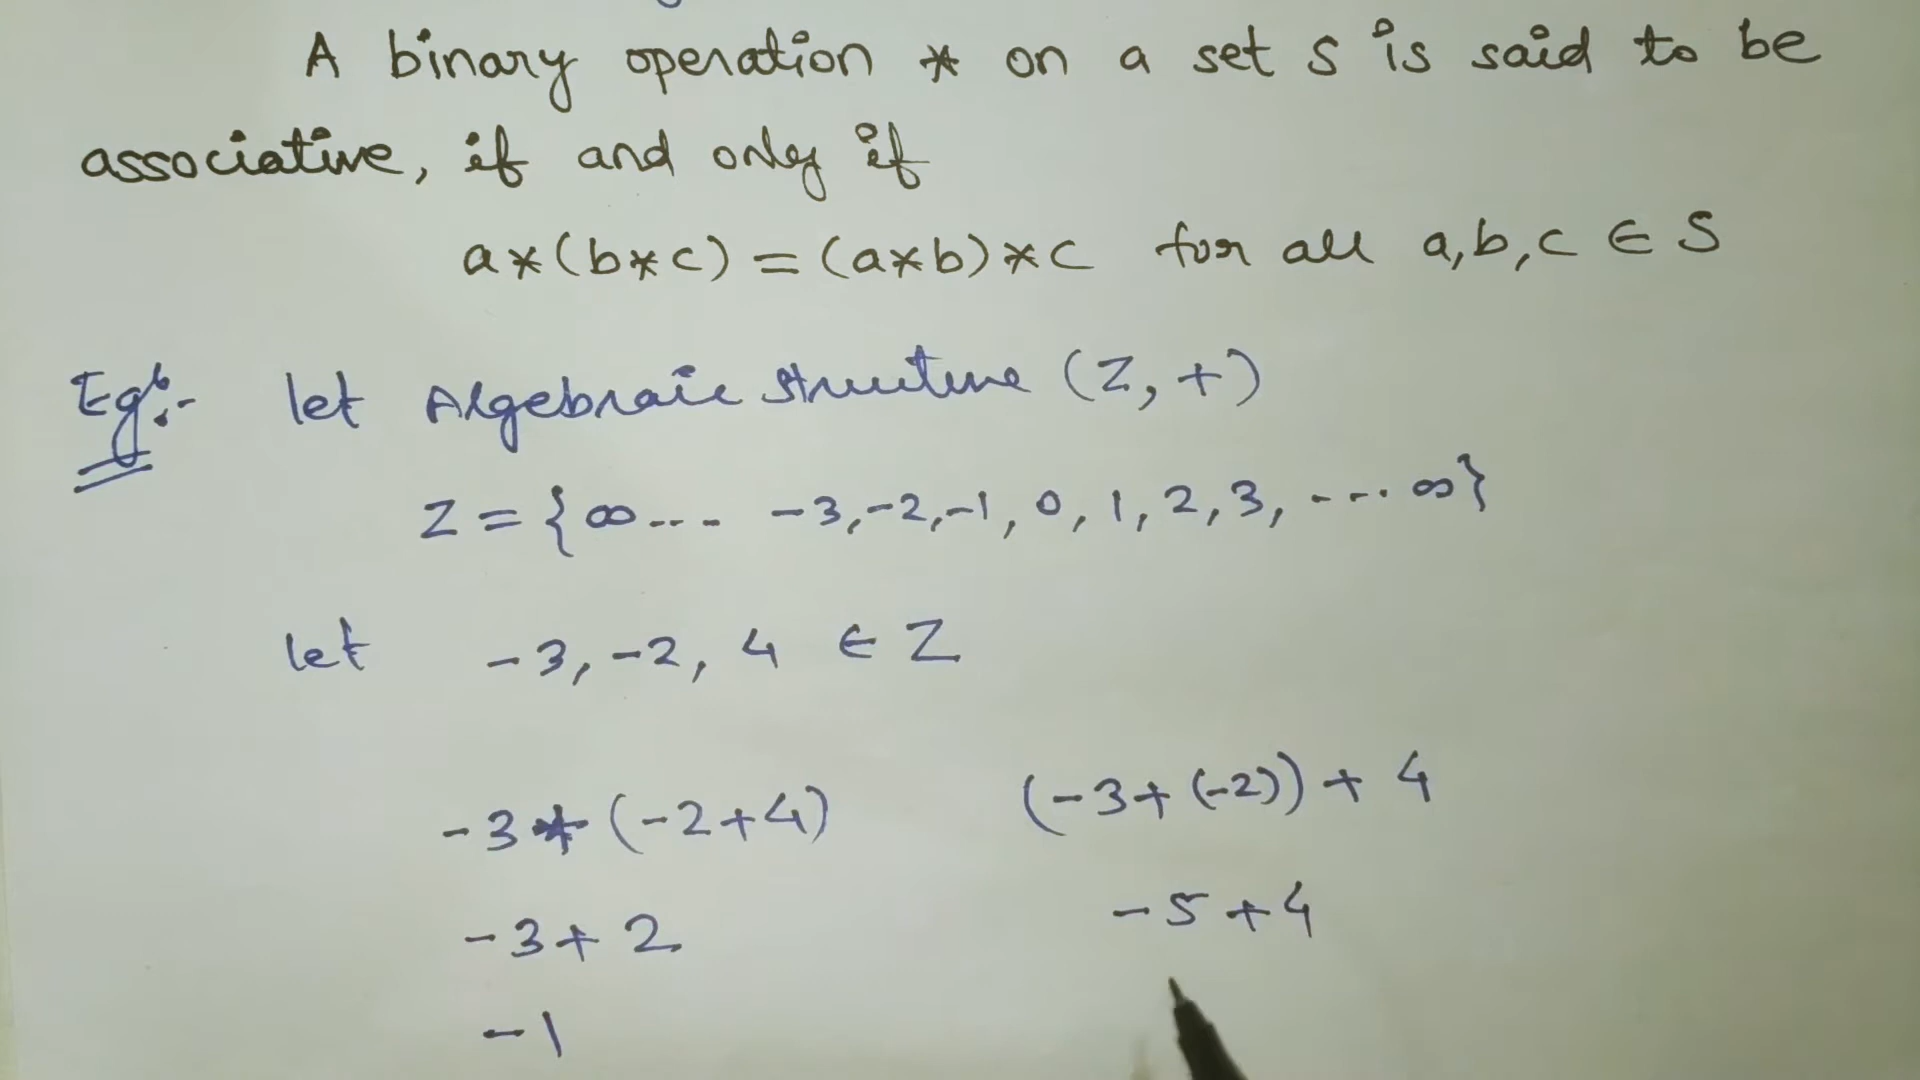 A binary operation * on a set S is said to be
associative, if and only if
a*(b*c) = (a*b)*c for all a,b,c ∈ S
Eg:- let Algebraic structure (Z, +)
Z = {∞... -3,-2,-1, 0, 1, 2, 3, .... ∞}
let -3, -2, 4 ∈ Z
-3+(-2+4) (-3+(-2))+4
-3+2 -5+4
-1